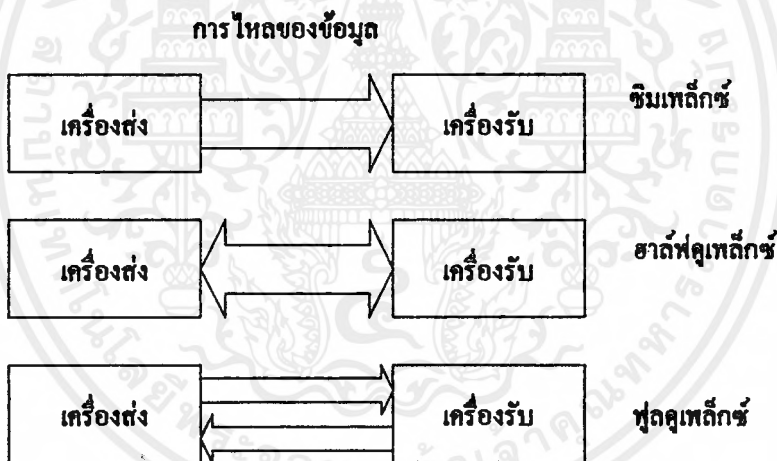 การไหลของข้อมูล
เครื่องส่ง เครื่องรับ ซิมเพล็กซ์
เครื่องส่ง เครื่องรับ ฮาล์ฟดูเพล็กซ์
เครื่องส่ง เครื่องรับ ฟูลดูเพล็กซ์